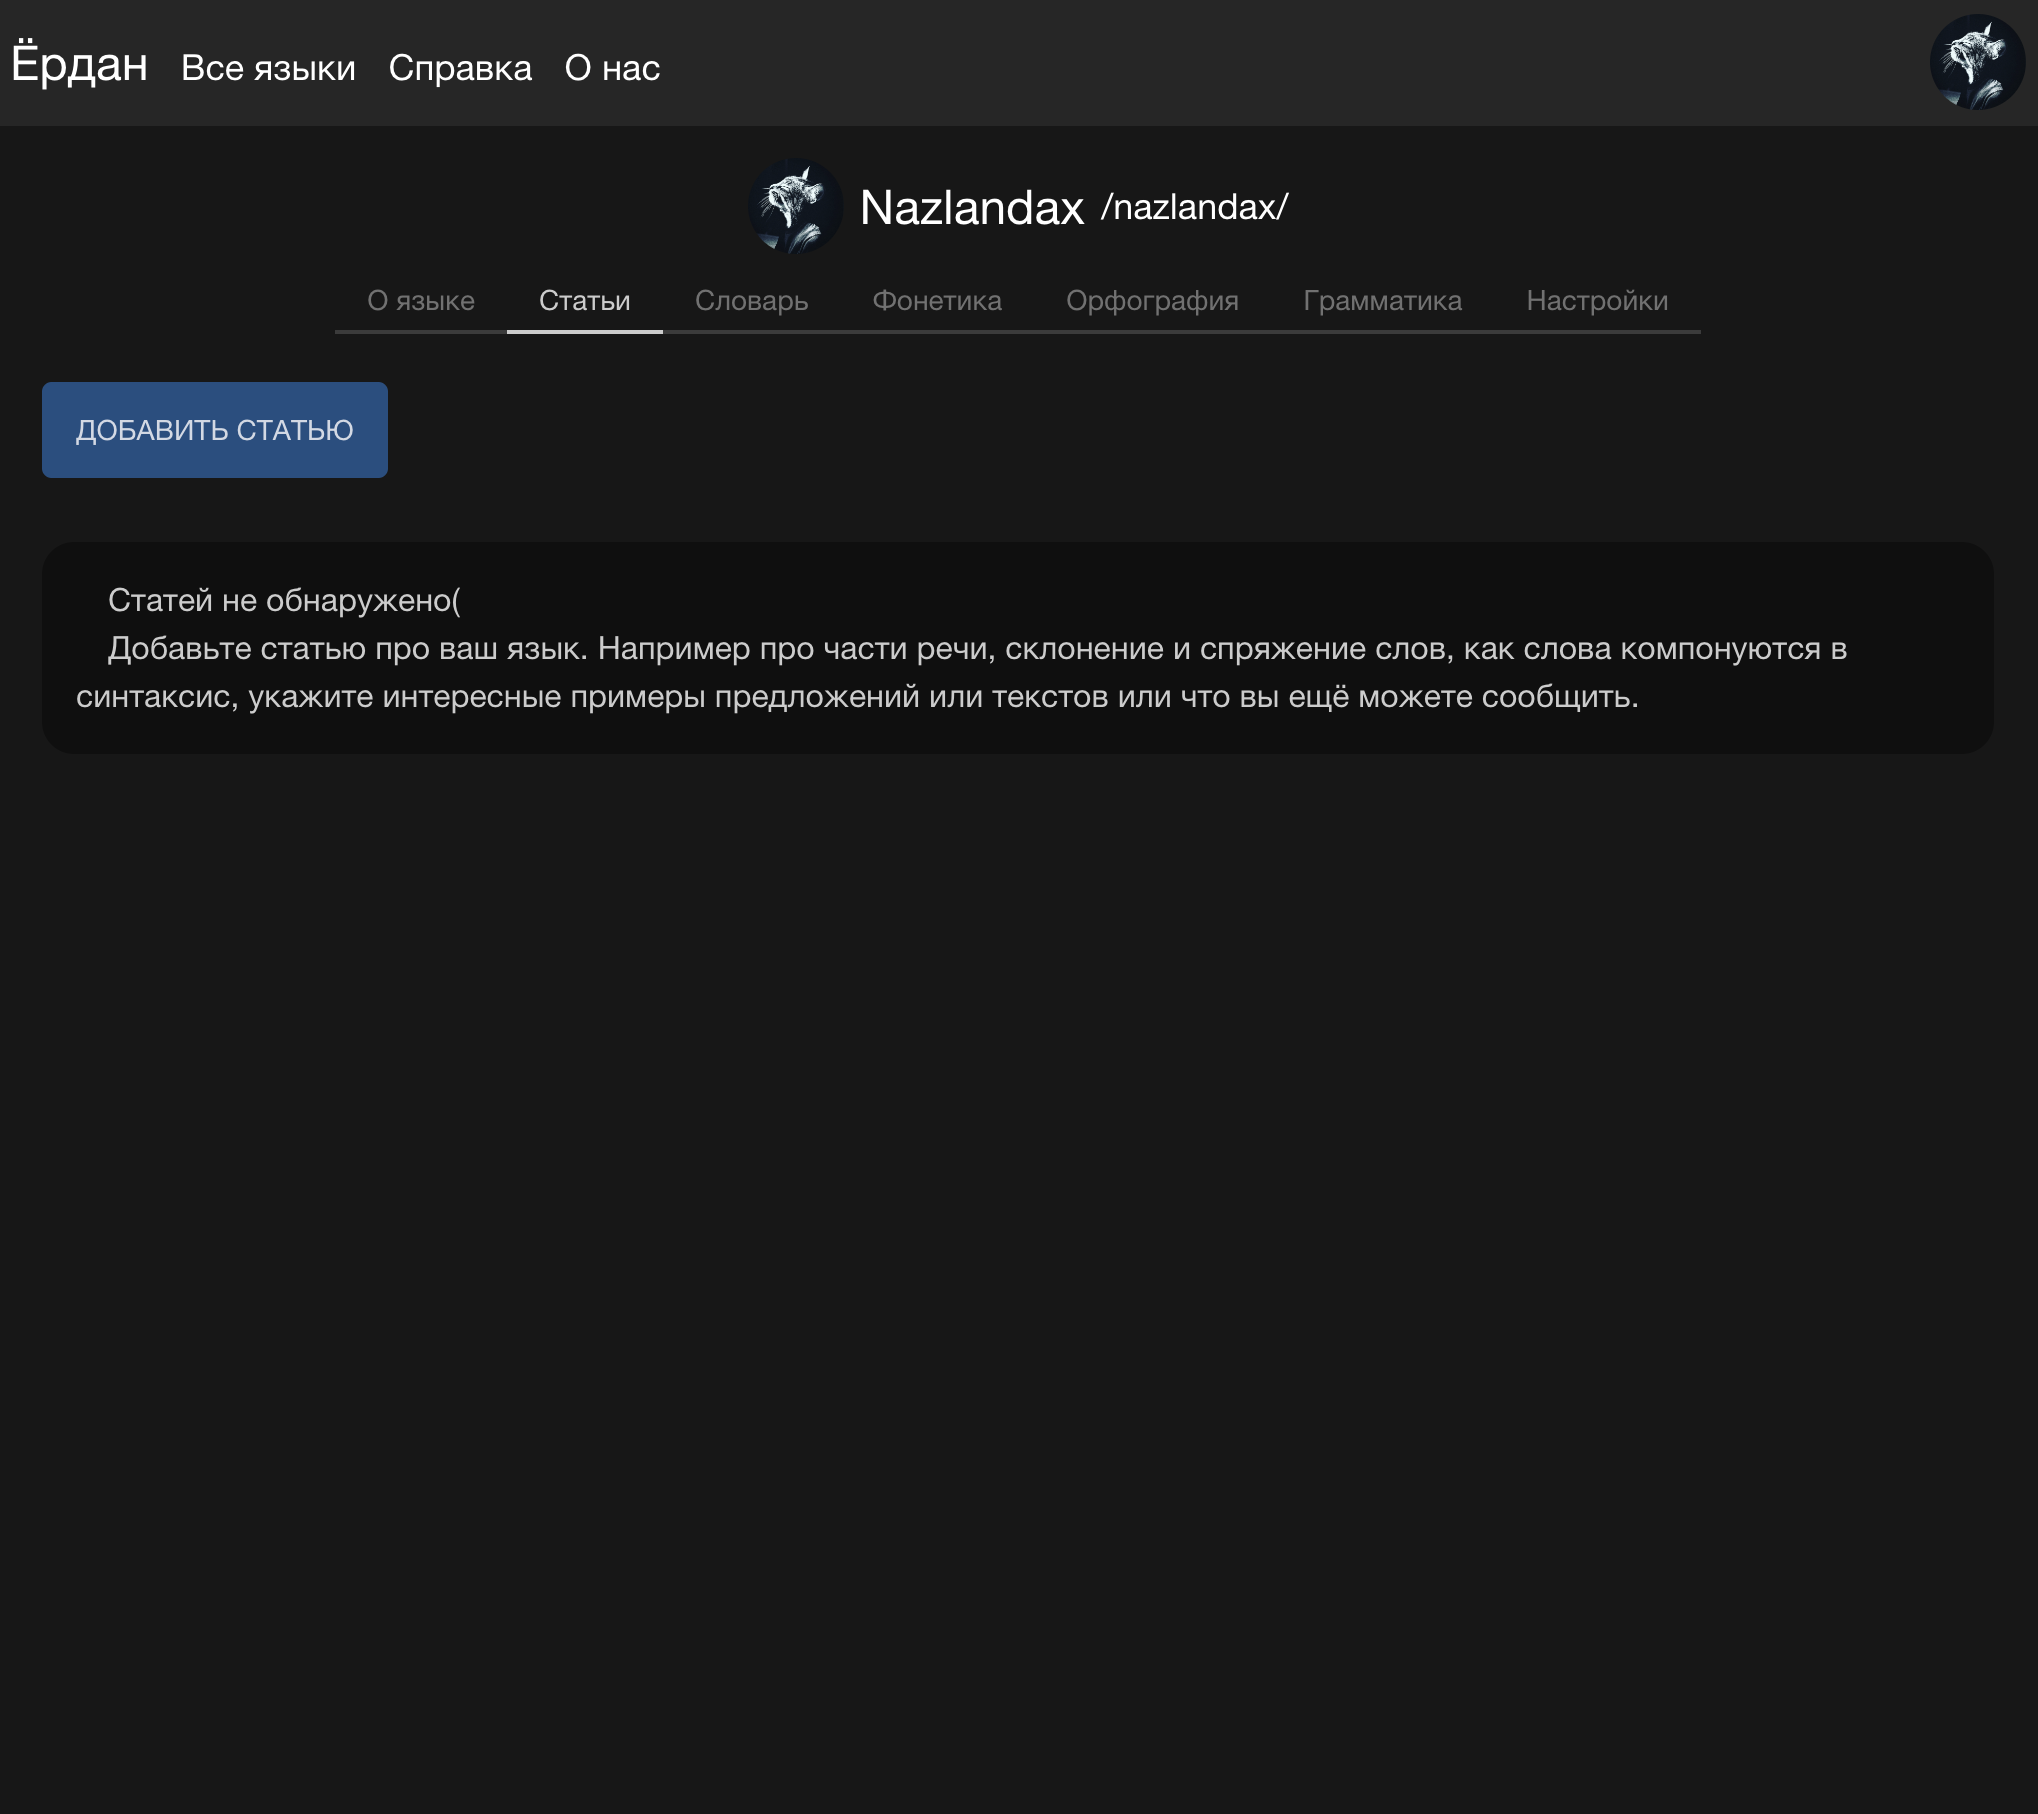 Ёрдан Все языки Справка О нас
Nazlandax /nazlandax/
О языке Статьи Словарь Фонетика Орфография Грамматика Настройки
ДОБАВИТЬ СТАТЬЮ
Статей не обнаружено(
Добавьте статью про ваш язык. Например про части речи, склонение и спряжение слов, как слова компонуются в
синтаксис, укажите интересные примеры предложений или текстов или что вы ещё можете сообщить.